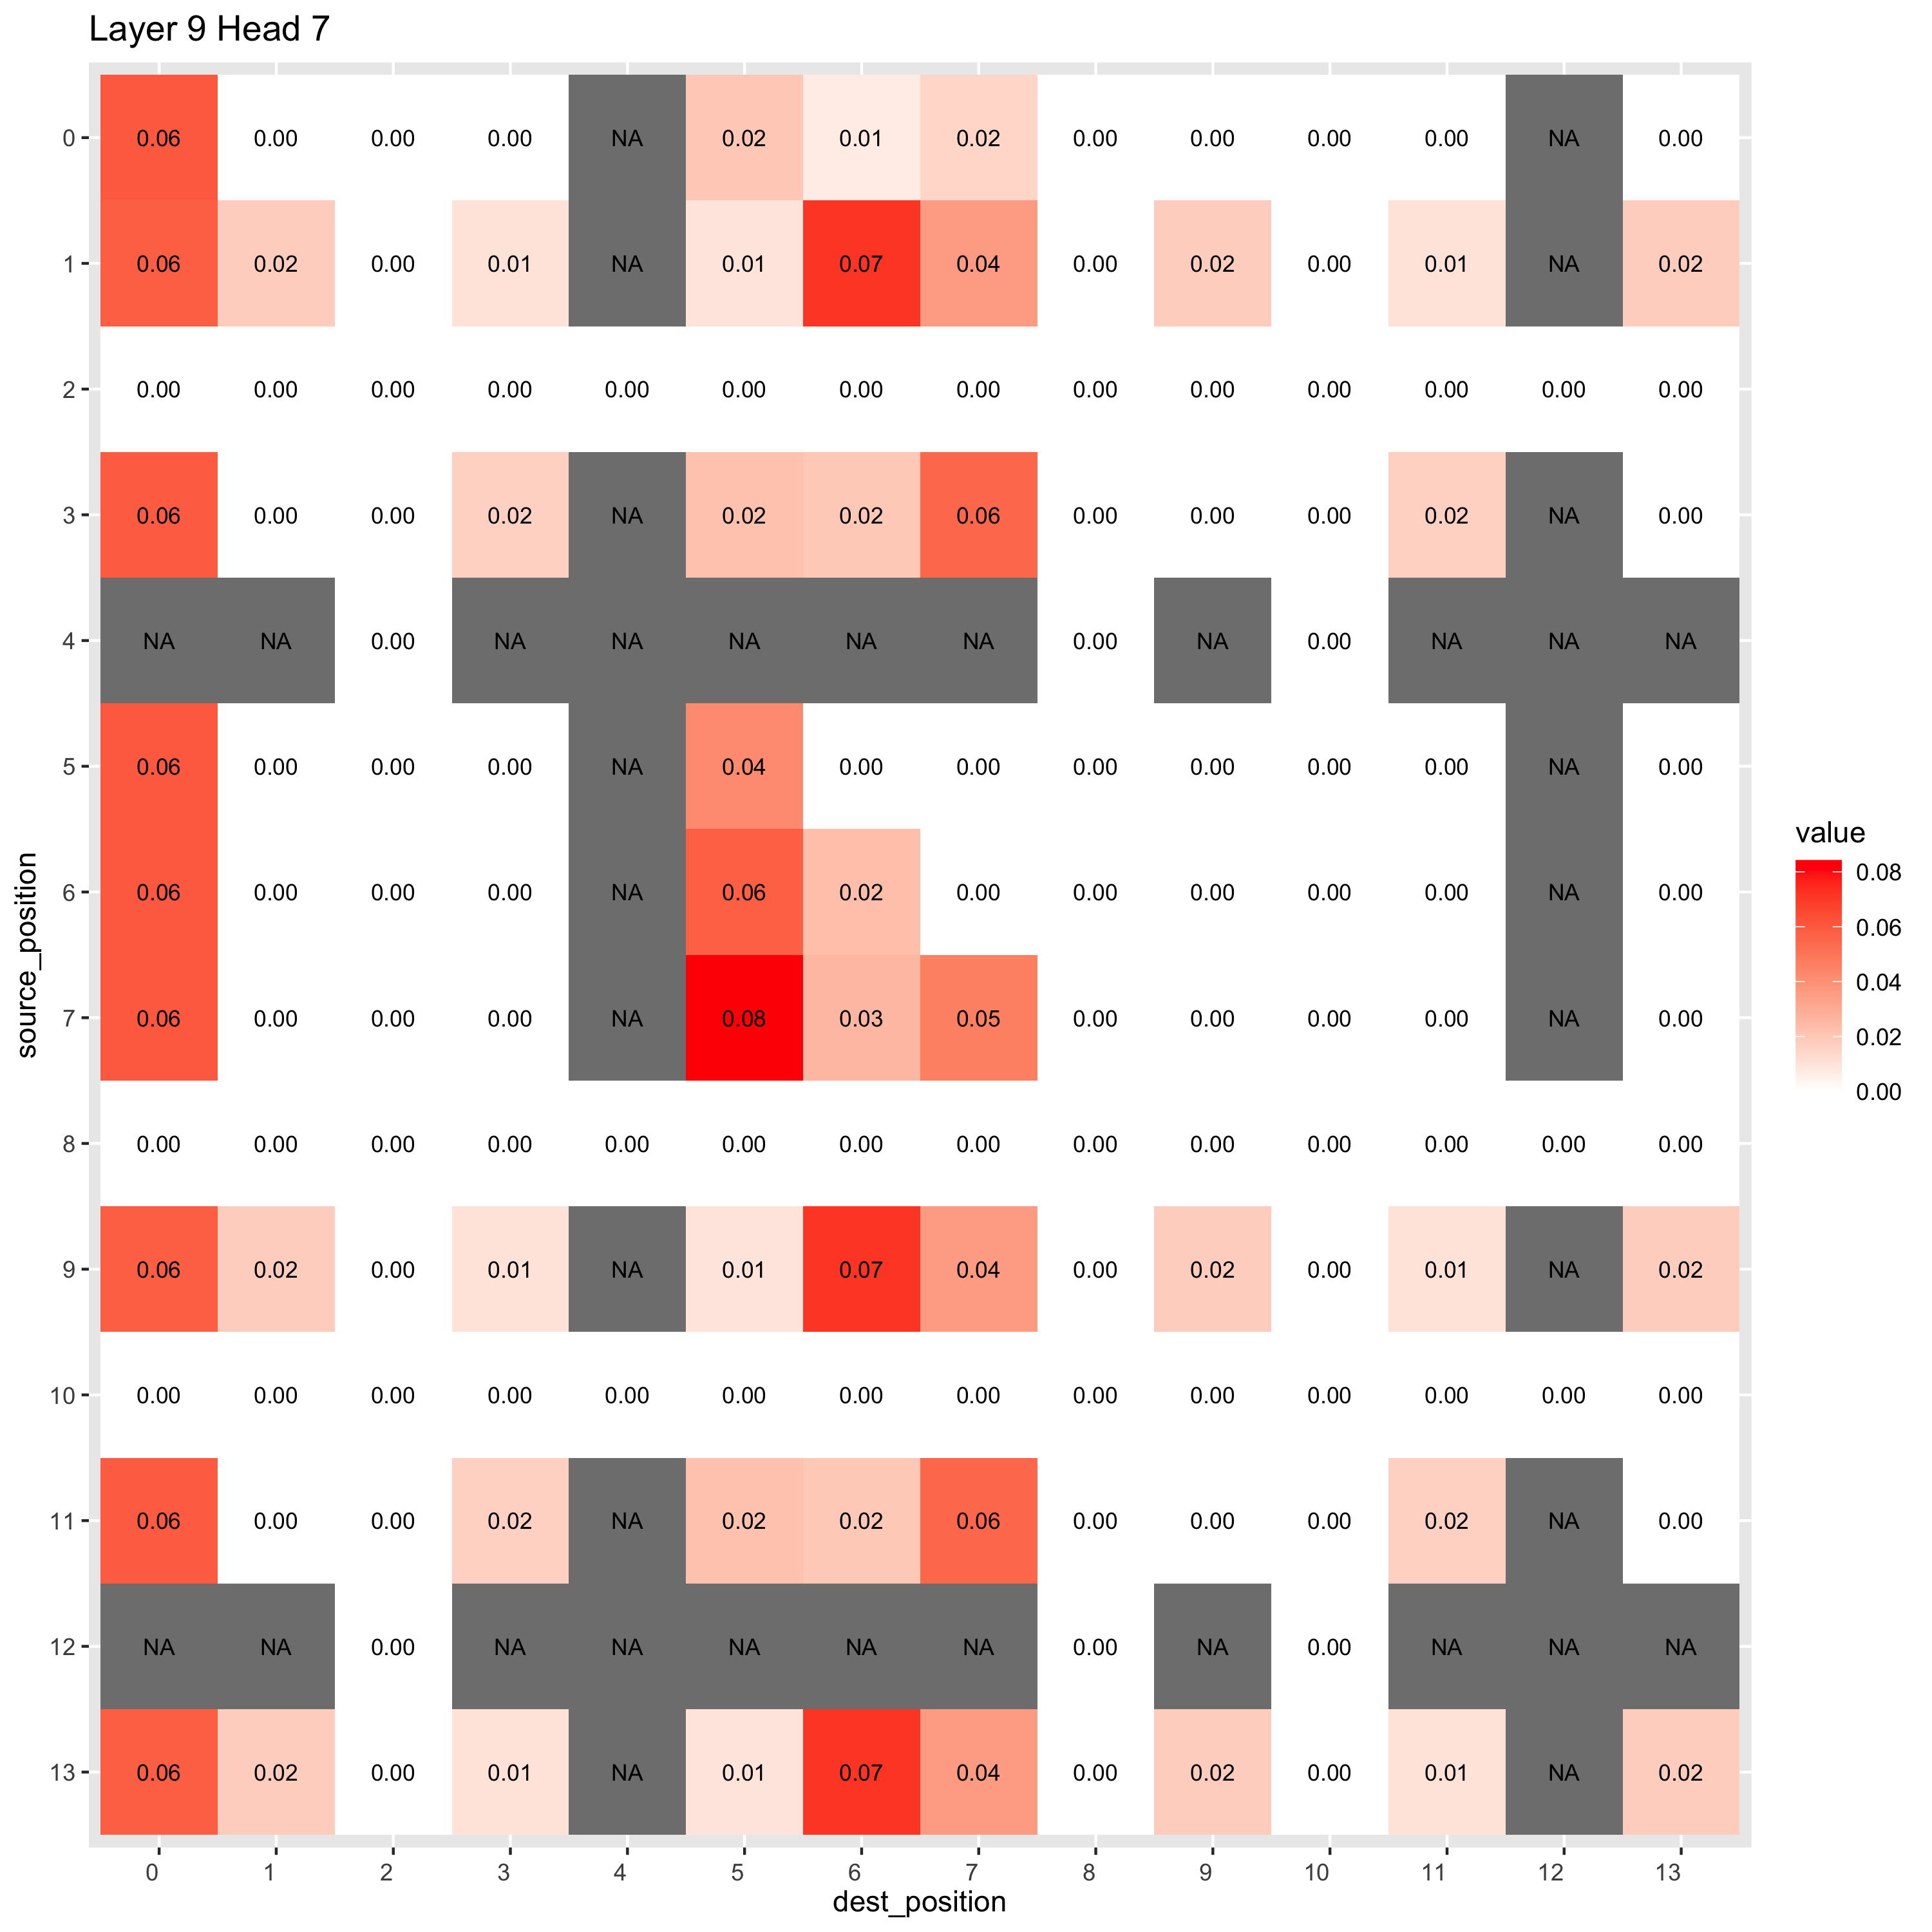 Layer 9 Head 7
0 0.06 0.00 0.00 0.00 NA 0.02 0.01 0.02 0.00 0.00 0.00 0.00 NA 0.00
1 0.06 0.02 0.00 0.01 NA 0.01 0.07 0.04 0.00 0.02 0.00 0.01 NA 0.02
2 0.00 0.00 0.00 0.00 0.00 0.00 0.00 0.00 0.00 0.00 0.00 0.00 0.00 0.00
3 0.06 0.00 0.00 0.02 NA 0.02 0.02 0.06 0.00 0.00 0.00 0.02 NA 0.00
4 NA NA 0.00 NA NA NA NA NA 0.00 NA 0.00 NA NA NA
5 0.06 0.00 0.00 0.00 NA 0.04 0.00 0.00 0.00 0.00 0.00 0.00 NA 0.00
6 0.06 0.00 0.00 0.00 NA 0.06 0.02 0.00 0.00 0.00 0.00 0.00 NA 0.00
7 0.06 0.00 0.00 0.00 NA 0.08 0.03 0.05 0.00 0.00 0.00 0.00 NA 0.00
8 0.00 0.00 0.00 0.00 0.00 0.00 0.00 0.00 0.00 0.00 0.00 0.00 0.00 0.00
9 0.06 0.02 0.00 0.01 NA 0.01 0.07 0.04 0.00 0.02 0.00 0.01 NA 0.02
10 0.00 0.00 0.00 0.00 0.00 0.00 0.00 0.00 0.00 0.00 0.00 0.00 0.00 0.00
11 0.06 0.00 0.00 0.02 NA 0.02 0.02 0.06 0.00 0.00 0.00 0.02 NA 0.00
12 NA NA 0.00 NA NA NA NA NA 0.00 NA 0.00 NA NA NA
13 0.06 0.02 0.00 0.01 NA 0.01 0.07 0.04 0.00 0.02 0.00 0.01 NA 0.02
0 1 2 3 4 5 6 7 8 9 10 11 12 13
dest_position
source_position
value
0.08
0.06
0.04
0.02
0.00